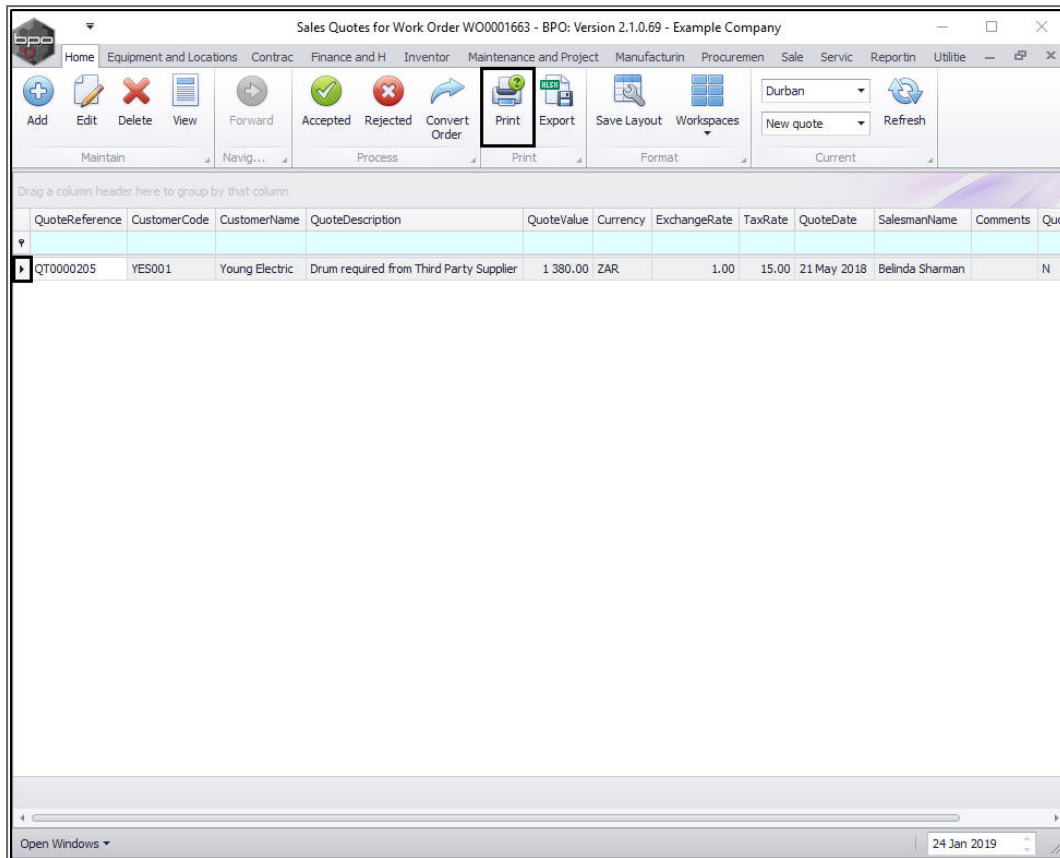 Sales Quotes for Work Order WO0001663 - BPO: Version 2.1.0.69 - Example Company
bpo
Home Equipment and Locations Contrac Finance and H Inventor Maintenance and Project Manufacturin Procuremen Sale Servic Reportin Utilitie
Add Edit Delete View Forward Accepted Rejected Convert Order Print Export Save Layout Workspaces Durban Refresh
XLSX
New quote
Maintain Navig... Process Print Format Current
Drag a column header here to group by that column
QuoteReference CustomerCode CustomerName QuoteDescription QuoteValue Currency ExchangeRate TaxRate QuoteDate SalesmanName Comments Quo
QT0000205 YES001 Young Electric Drum required from Third Party Supplier 1 380.00 ZAR 1.00 15.00 21 May 2018 Belinda Sharman N
Open Windows 24 Jan 2019